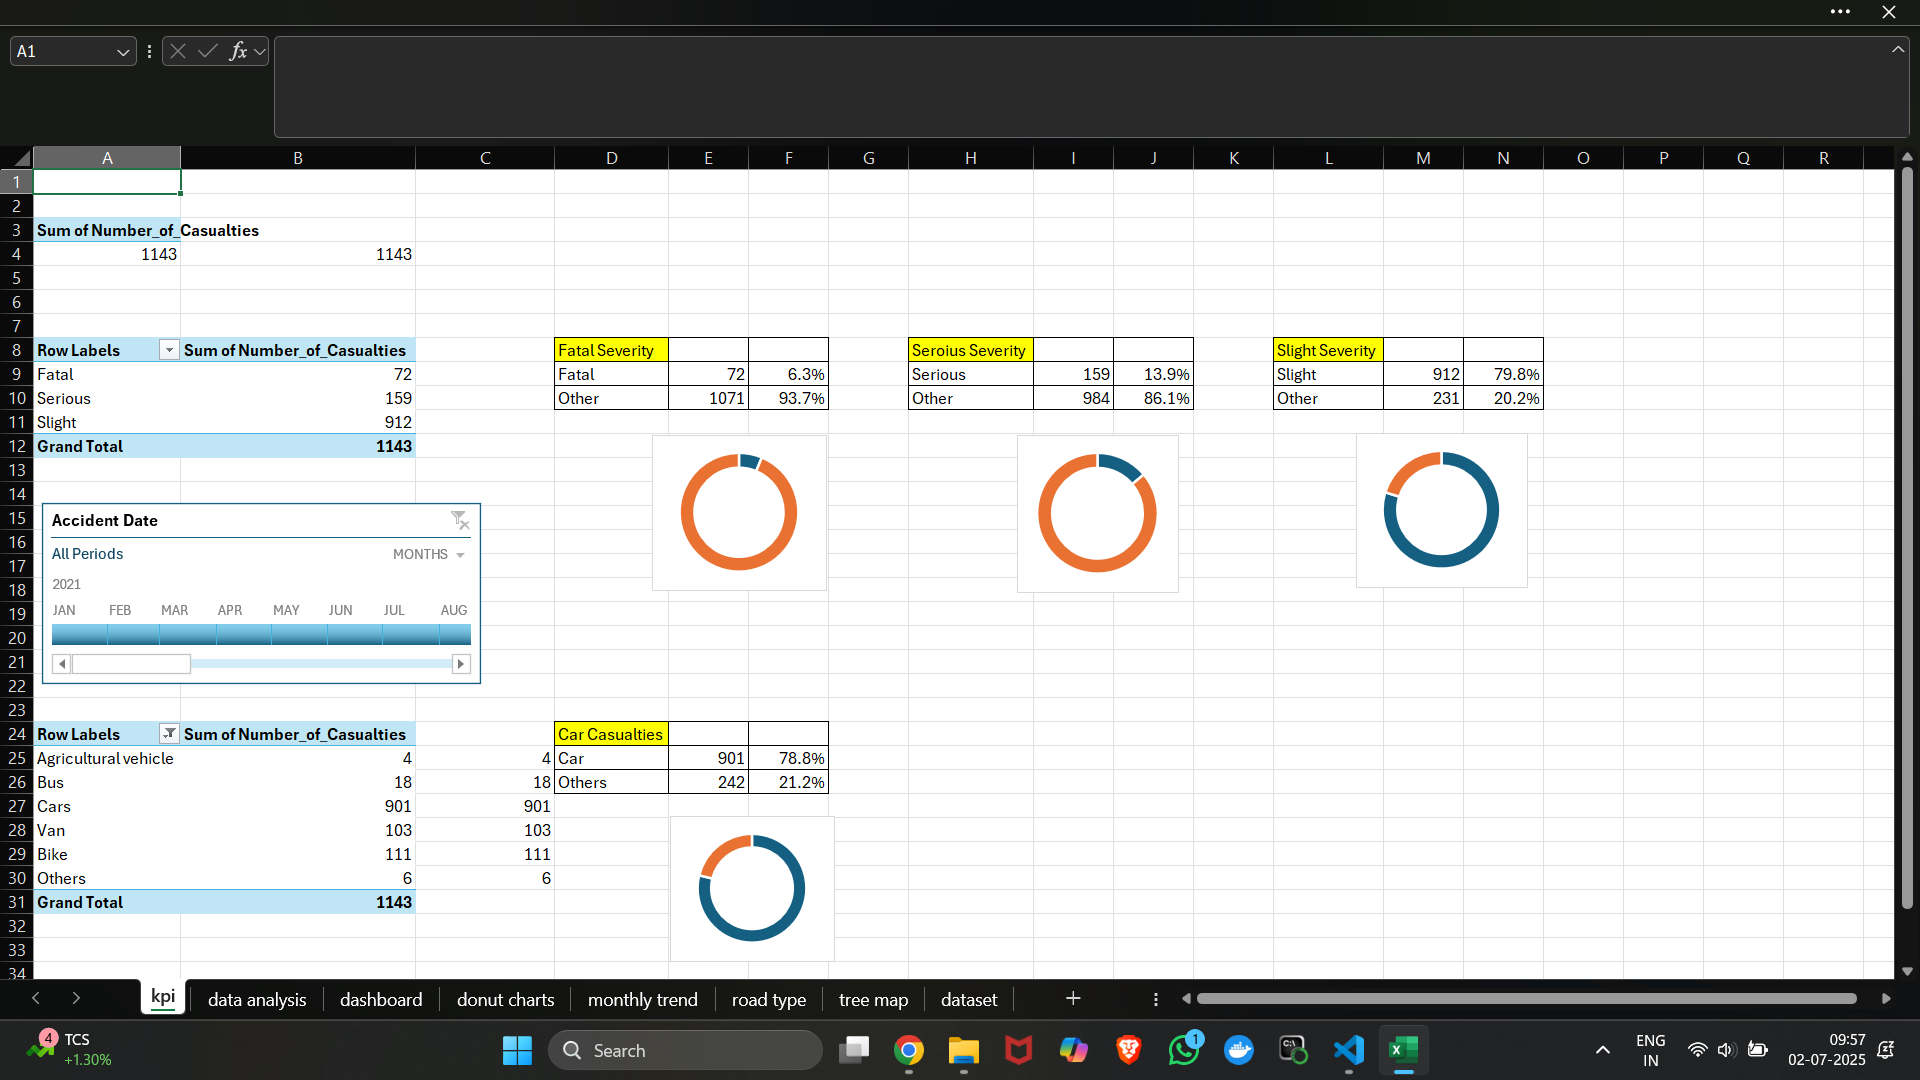 A1
fx
A B C D E F G H I J K L M N O P Q R
1
2
3 Sum of Number_of_Casualties
4 1143 1143
5
6
7
8 Row Labels Sum of Number_of_Casualties Fatal Severity Seroius Severity Slight Severity
9 Fatal 72 Fatal 72 6.3% Serious 159 13.9% Slight 912 79.8%
10 Serious 159 Other 1071 93.7% Other 984 86.1% Other 231 20.2%
11 Slight 912
12 Grand Total 1143
13
14
15 Accident Date
16 All Periods MONTHS
17
18 2021
19 JAN FEB MAR APR MAY JUN JUL AUG
20
21
22
23
24 Row Labels Sum of Number_of_Casualties Car Casualties
25 Agricultural vehicle 4 4 Car 901 78.8%
26 Bus 18 18 Others 242 21.2%
27 Cars 901 901
28 Van 103 103
29 Bike 111 111
30 Others 6 6
31 Grand Total 1143
32
33
34
kpi data analysis dashboard donut charts monthly trend road type tree map dataset
4 TCS
+1.30%
Search
C:\
1
X
ENG
IN
09:57
02-07-2025